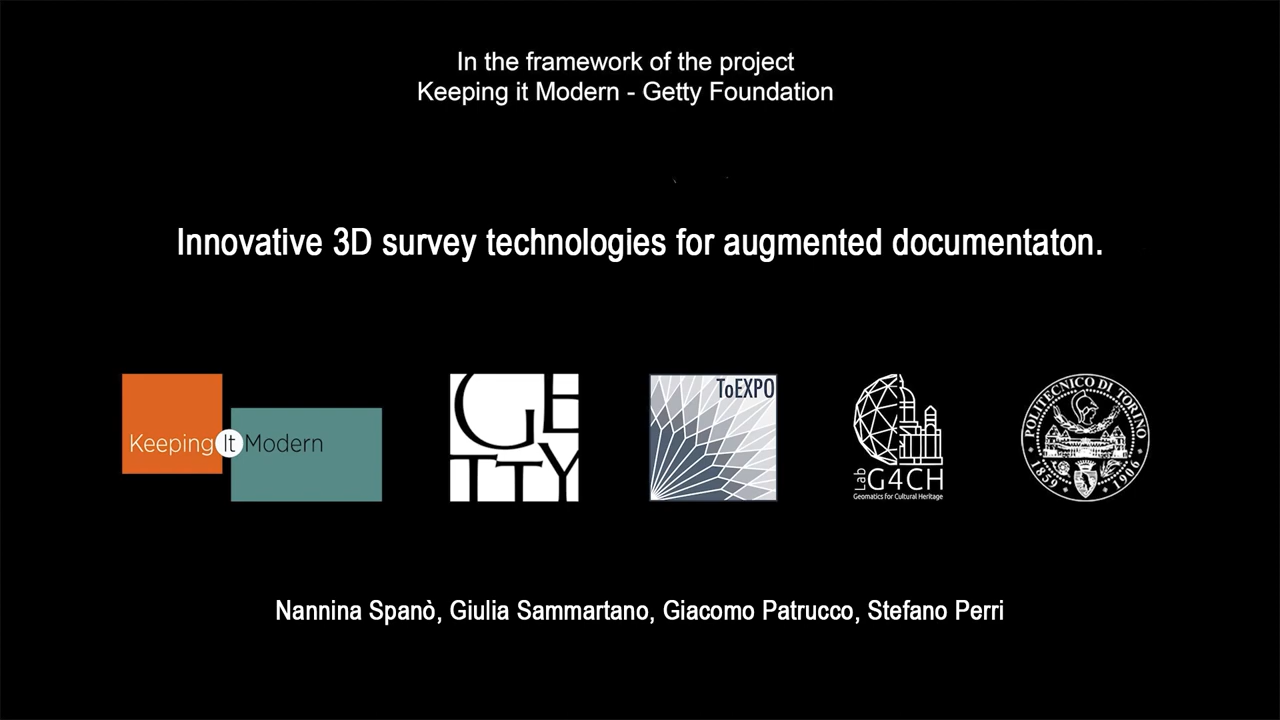 In the framework of the project
Keeping it Modern - Getty Foundation
Innovative 3D survey technologies for augmented documentaton.
Keeping It Modern
GE
TTY
ToEXPO
Lab G4CH
Geomatics for Cultural Heritage
POLITECNICO DI TORINO
1859 1906
Nannina Spanò, Giulia Sammartano, Giacomo Patrucco, Stefano Perri